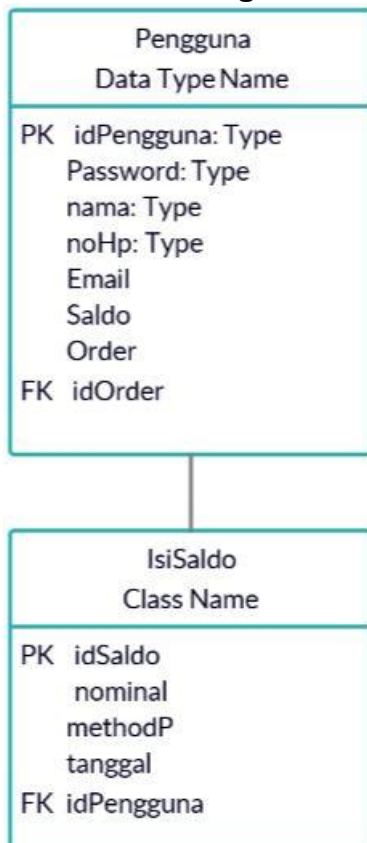 Pengguna
Data Type Name
PK idPengguna: Type
Password: Type
nama: Type
noHp: Type
Email
Saldo
Order
FK idOrder
IsiSaldo
Class Name
PK idSaldo
nominal
methodP
tanggal
FK idPengguna